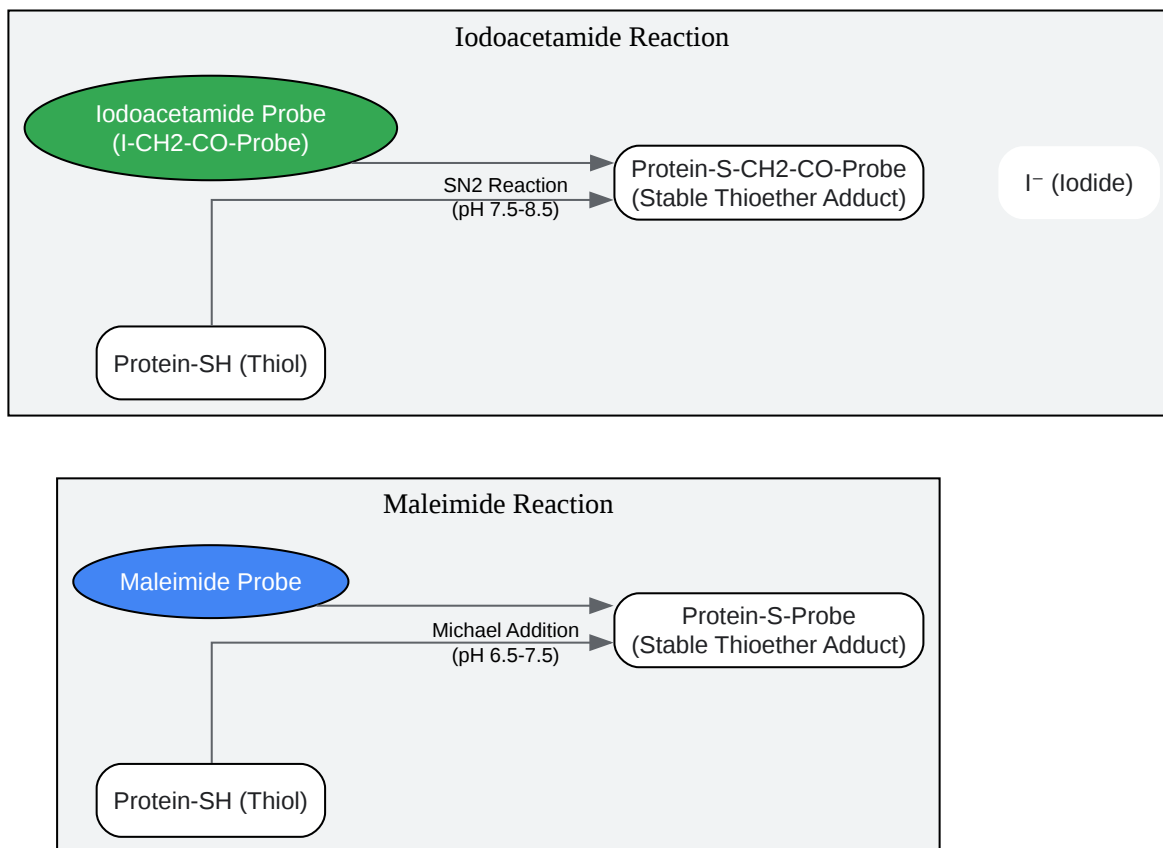 Iodoacetamide Reaction
Iodoacetamide Probe
(I-CH2-CO-Probe)
SN2 Reaction
(pH 7.5-8.5)
Protein-S-CH2-CO-Probe
(Stable Thioether Adduct)
I⁻ (Iodide)
Protein-SH (Thiol)
Maleimide Reaction
Maleimide Probe
Michael Addition
(pH 6.5-7.5)
Protein-S-Probe
(Stable Thioether Adduct)
Protein-SH (Thiol)